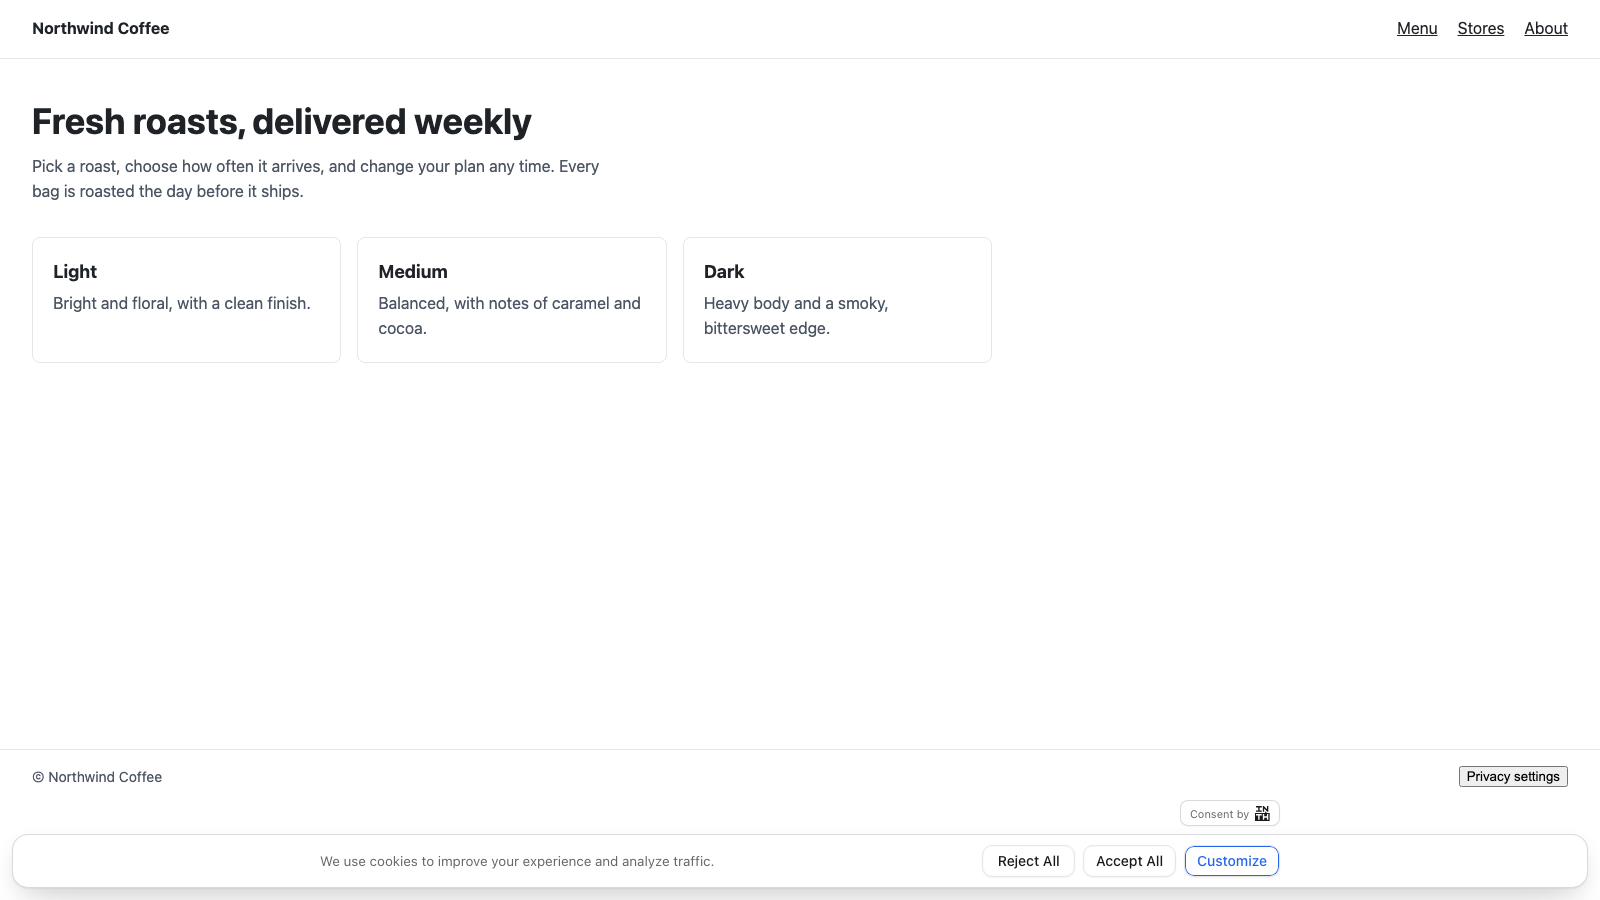 Northwind Coffee
Menu Stores About
Fresh roasts, delivered weekly
Pick a roast, choose how often it arrives, and change your plan any time. Every
bag is roasted the day before it ships.
Light
Bright and floral, with a clean finish.
Medium
Balanced, with notes of caramel and
cocoa.
Dark
Heavy body and a smoky,
bittersweet edge.
© Northwind Coffee
Privacy settings
Consent by INTH
We use cookies to improve your experience and analyze traffic.
Reject All Accept All Customize